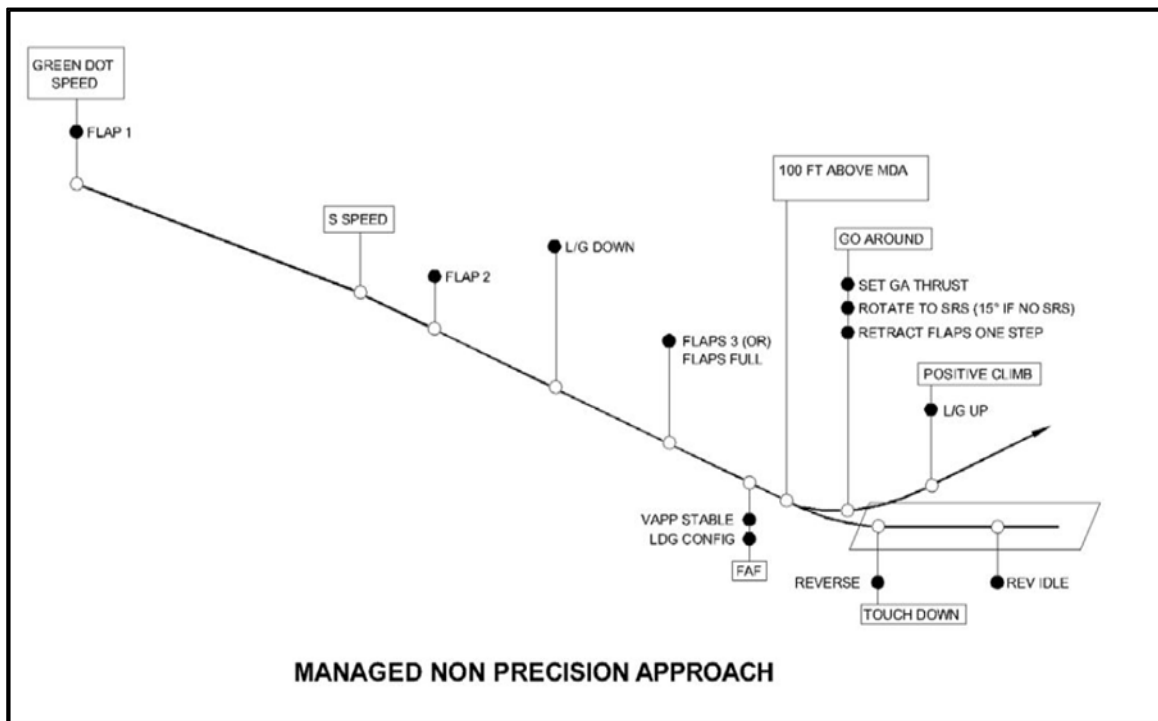 GREEN DOT
SPEED
FLAP 1
S SPEED
FLAP 2
L/G DOWN
FLAPS 3 (OR)
FLAPS FULL
100 FT ABOVE MDA
GO AROUND
SET GA THRUST
ROTATE TO SRS (15° IF NO SRS)
RETRACT FLAPS ONE STEP
POSITIVE CLIMB
L/G UP
VAPP STABLE
LDG CONFIG
FAF
REVERSE
TOUCH DOWN
REV IDLE
MANAGED NON PRECISION APPROACH